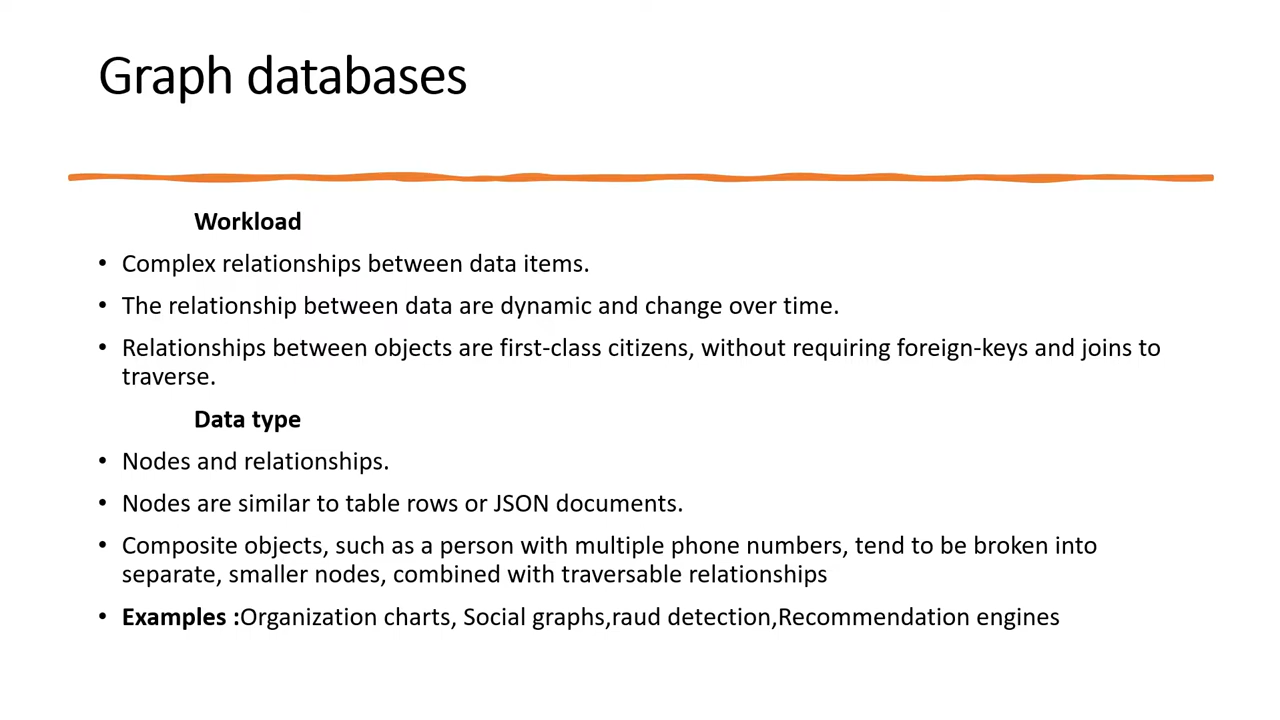 Graph databases
Workload
• Complex relationships between data items.
• The relationship between data are dynamic and change over time.
• Relationships between objects are first-class citizens, without requiring foreign-keys and joins to
traverse.
Data type
• Nodes and relationships.
• Nodes are similar to table rows or JSON documents.
• Composite objects, such as a person with multiple phone numbers, tend to be broken into
separate, smaller nodes, combined with traversable relationships
• Examples :Organization charts, Social graphs,raud detection,Recommendation engines